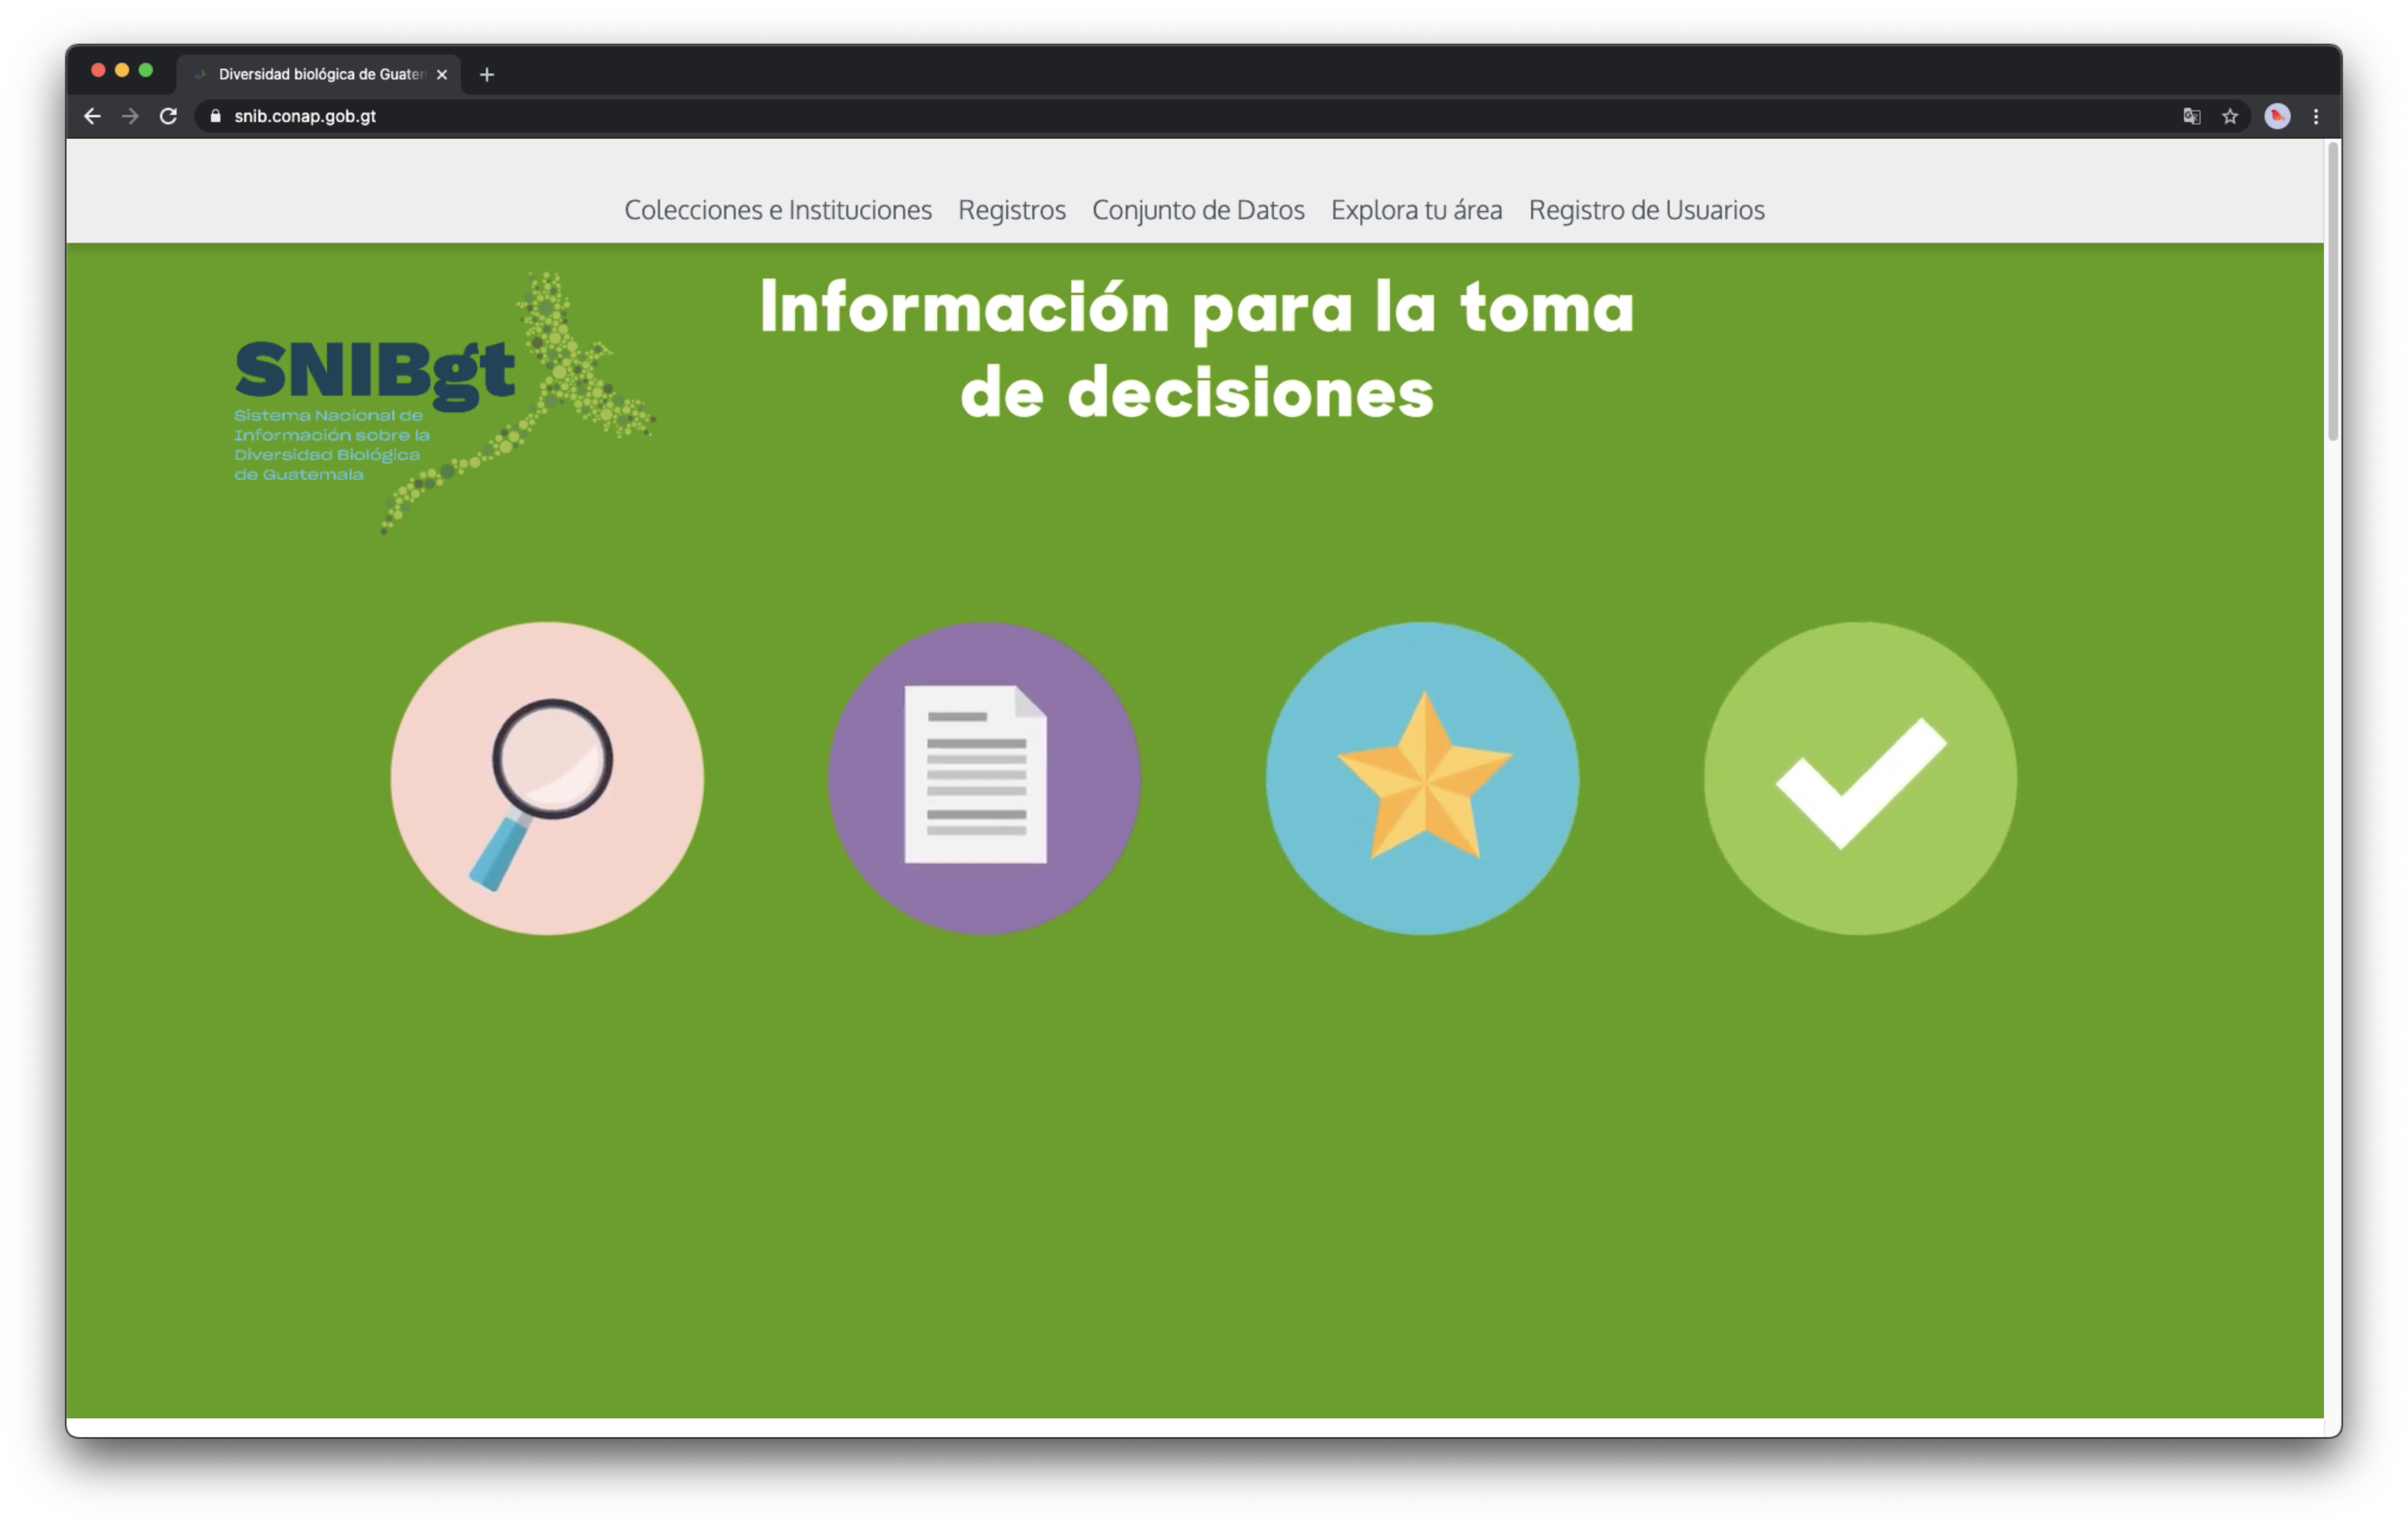 Diversidad biológica de Guatem
snib.conap.gob.gt
Colecciones e Instituciones Registros Conjunto de Datos Explora tu área Registro de Usuarios
SNIBgt
Sistema Nacional de
Información sobre la
Diversidad Biológica
de Guatemala
Información para la toma
de decisiones